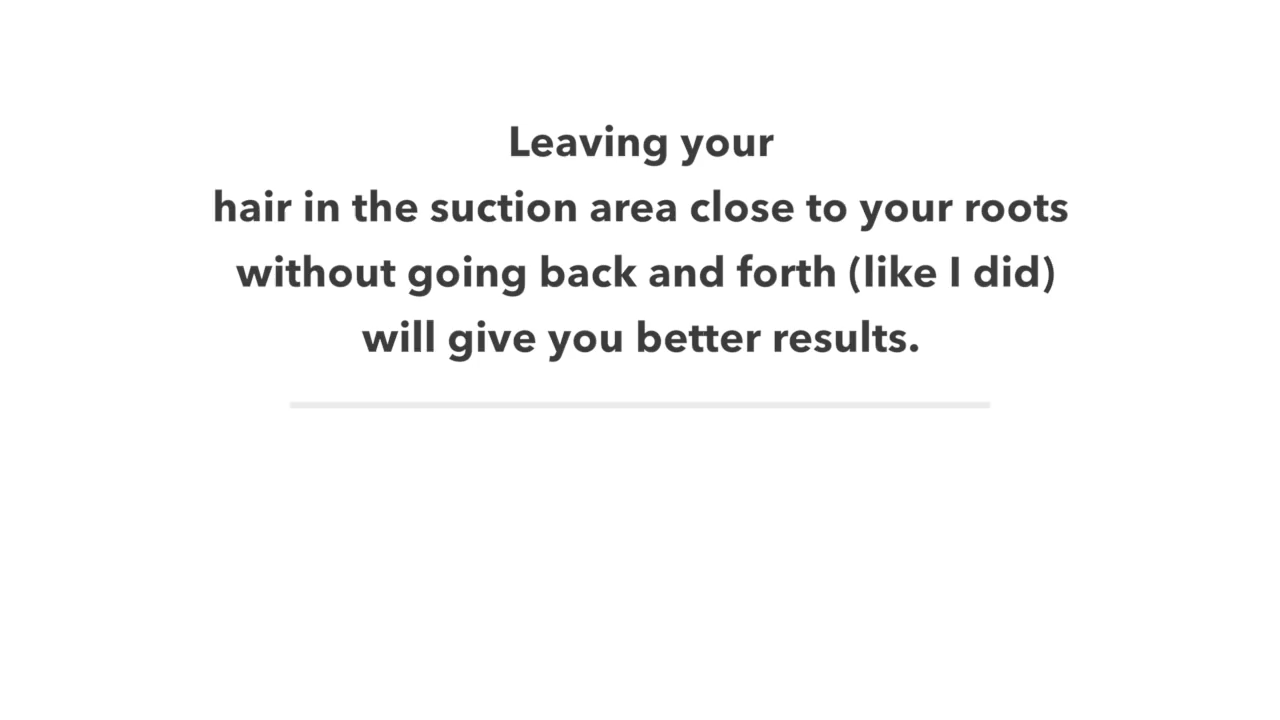 Leaving your
hair in the suction area close to your roots
without going back and forth (like I did)
will give you better results.